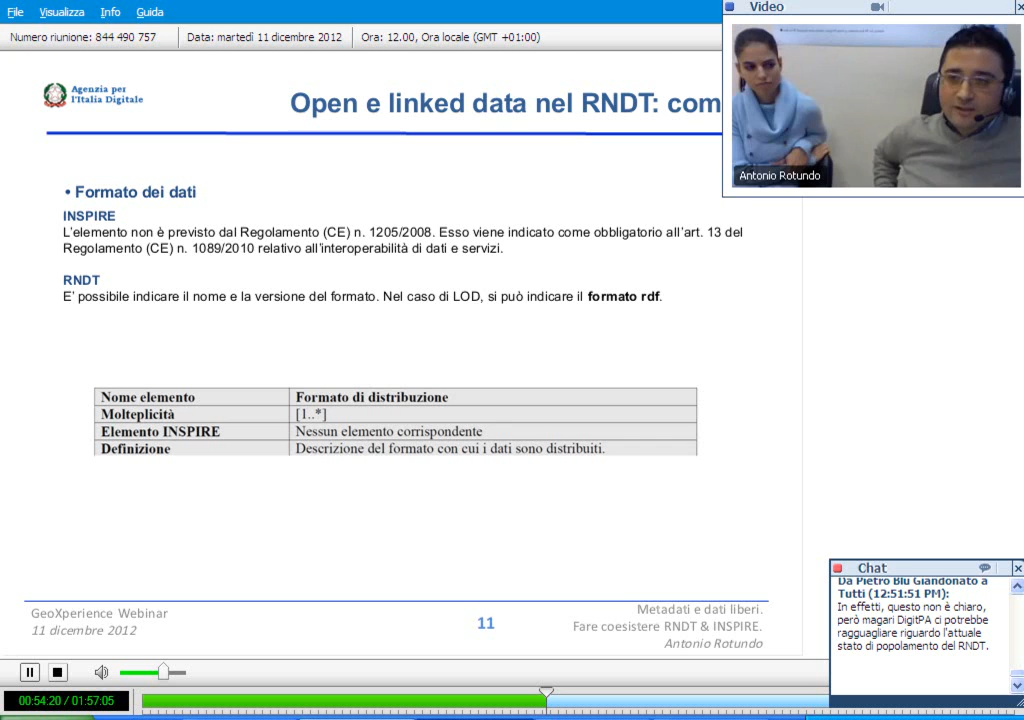 File Visualizza Info Guida
Numero riunione: 844 490 757 Data: martedì 11 dicembre 2012 Ora: 12.00, Ora locale (GMT +01:00)
Video
Antonio Rotundo
Agenzia per
l'Italia Digitale
Open e linked data nel RNDT: com
• Formato dei dati
INSPIRE
L'elemento non è previsto dal Regolamento (CE) n. 1205/2008. Esso viene indicato come obbligatorio all'art. 13 del
Regolamento (CE) n. 1089/2010 relativo all'interoperabilità di dati e servizi.
RNDT
E' possibile indicare il nome e la versione del formato. Nel caso di LOD, si può indicare il formato rdf.
Nome elemento Formato di distribuzione
Molteplicità [1..*]
Elemento INSPIRE Nessun elemento corrispondente
Definizione Descrizione del formato con cui i dati sono distribuiti.
GeoXperience Webinar
11 dicembre 2012
11
Metadati e dati liberi.
Fare coesistere RNDT & INSPIRE.
Antonio Rotundo
Chat
Da Pietro Blu Giandonato a
Tutti (12:51:51 PM):
In effetti, questo non è chiaro,
però magari DigitPA ci potrebbe
ragguagliare riguardo l'attuale
stato di popolamento del RNDT.
00:54:20 / 01:57:05